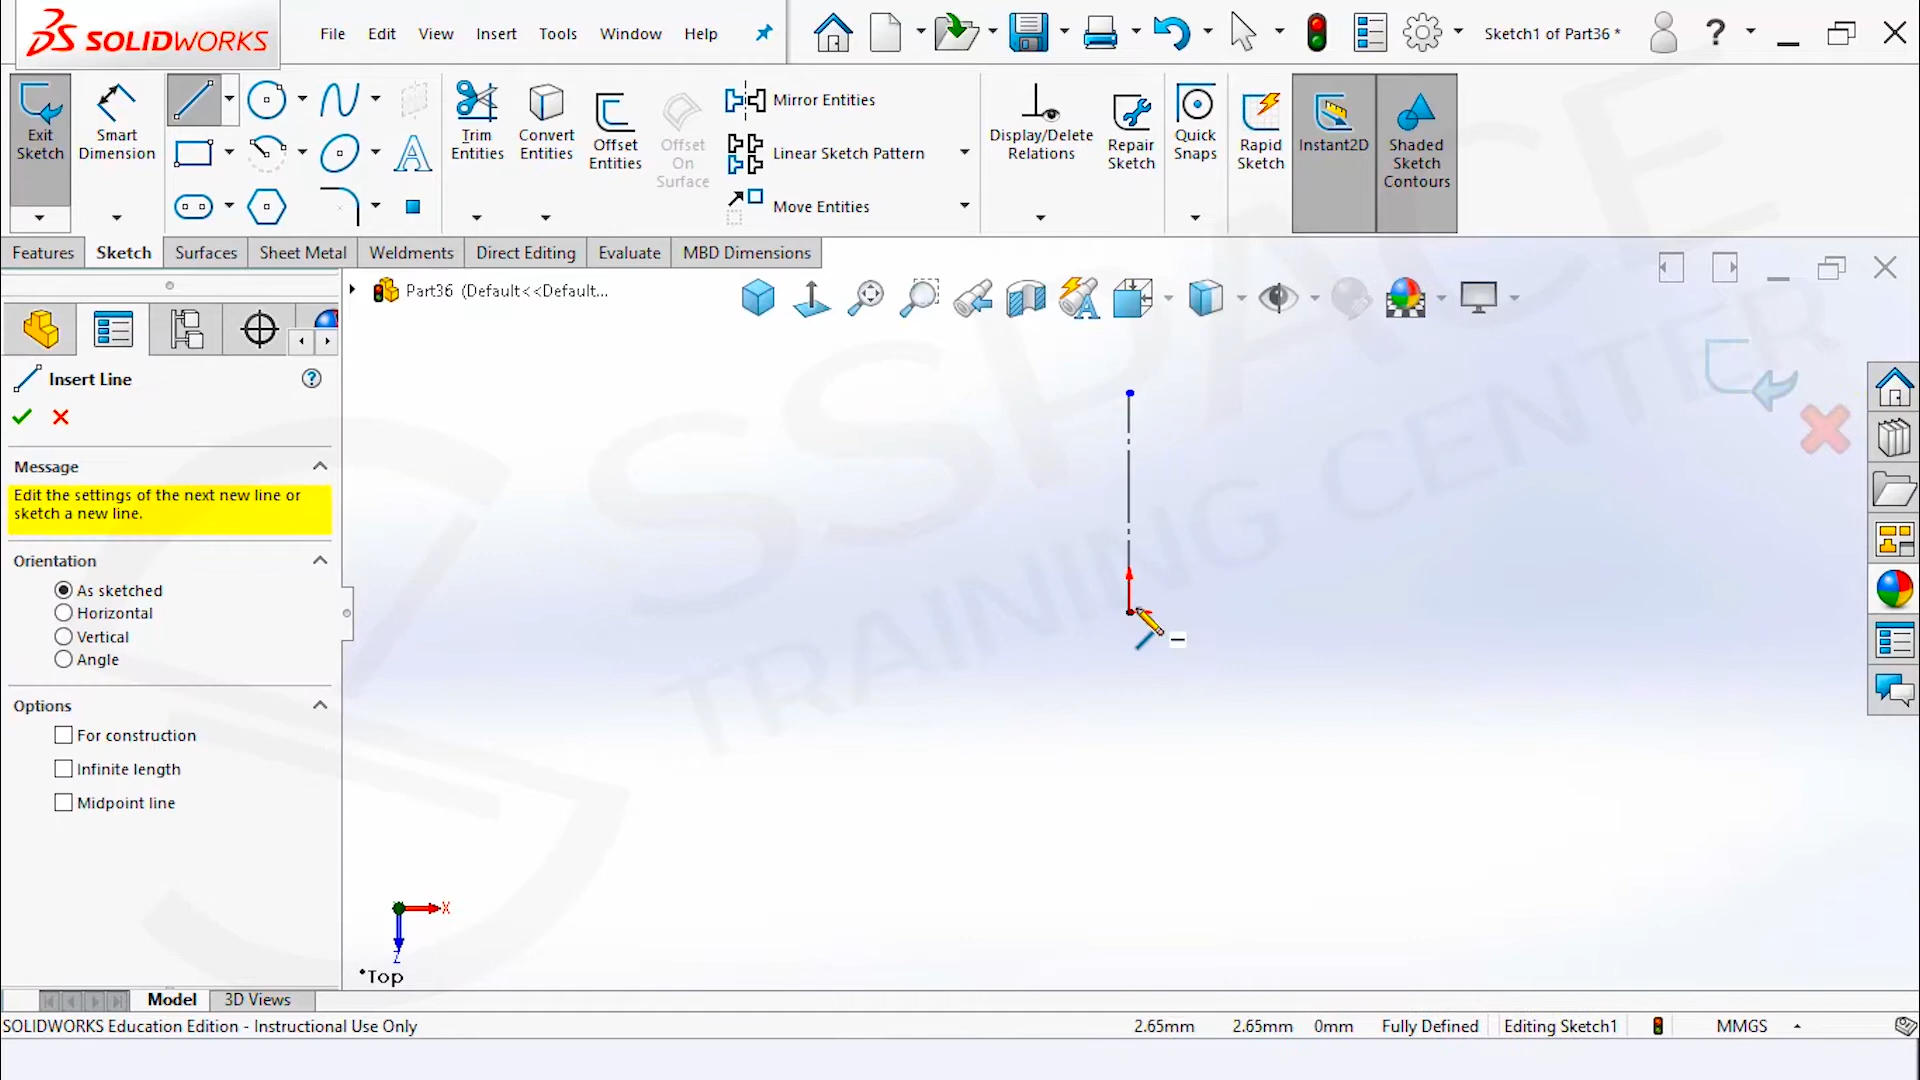 SOLIDWORKS
File Edit View Insert Tools Window Help
Sketch1 of Part36 *
?
Exit Sketch
Smart Dimension
Trim Entities
Convert Entities
Offset Entities
Offset On Surface
Mirror Entities
Linear Sketch Pattern
Move Entities
Display/Delete Relations
Repair Sketch
Quick Snaps
Rapid Sketch
Instant2D
Shaded Sketch Contours
Features Sketch Surfaces Sheet Metal Weldments Direct Editing Evaluate MBD Dimensions
Part36 (Default<<Default...
Insert Line
Message
Edit the settings of the next new line or
sketch a new line.
Orientation
As sketched
Horizontal
Vertical
Angle
Options
For construction
Infinite length
Midpoint line
SSPACE
TRAINING CENTER
X
Z
*Top
Model 3D Views
SOLIDWORKS Education Edition - Instructional Use Only
2.65mm 2.65mm 0mm Fully Defined Editing Sketch1 MMGS